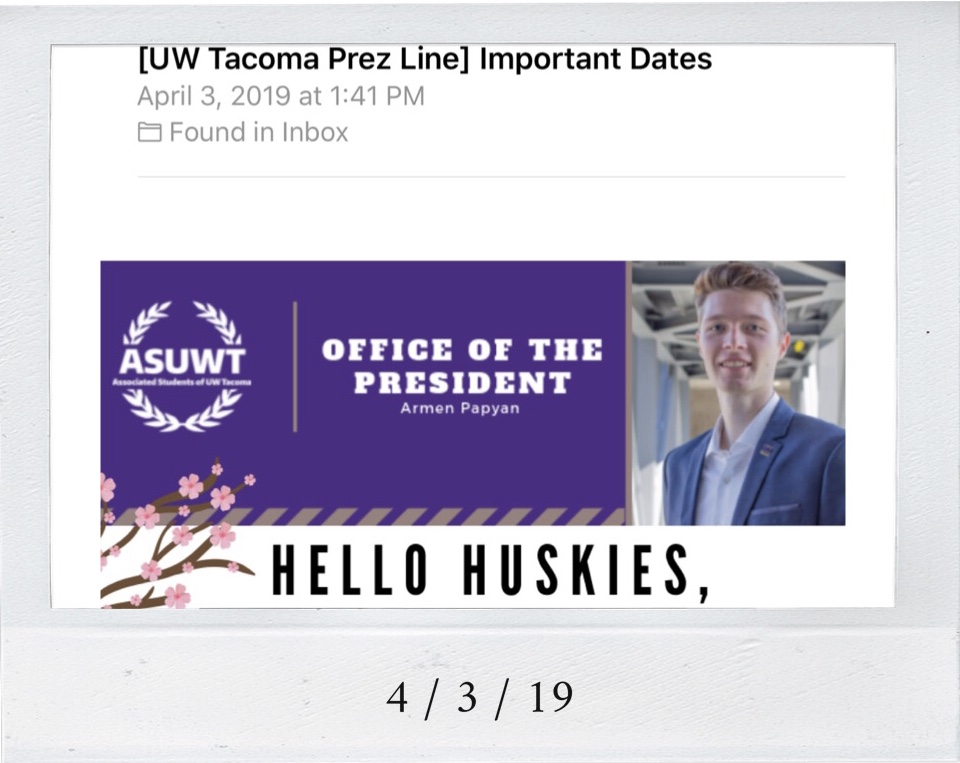 [UW Tacoma Prez Line] Important Dates
April 3, 2019 at 1:41 PM
Found in Inbox
ASUWT
Associated Students of UW Tacoma
OFFICE OF THE
PRESIDENT
Armen Papyan
HELLO HUSKIES,
4 / 3 / 19